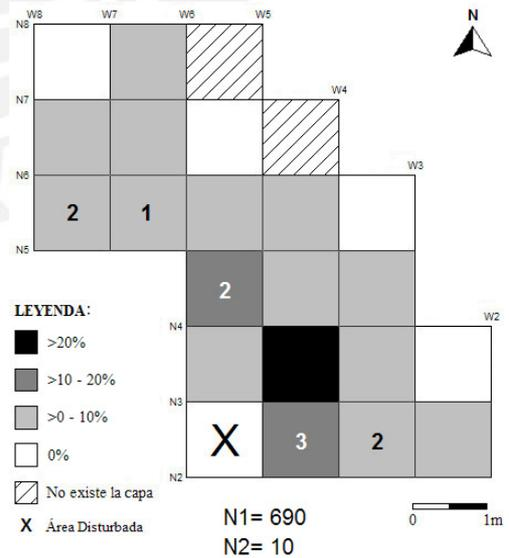 W8 W7 W6 W5
N8
N
N7
W4
N6
W3
2 1
N5
2
LEYENDA:
N4
W2
>20%
>10 - 20%
>0 - 10%
N3
0%
X 3 2
N2
No existe la capa
X Área Disturbada
N1= 690
0 1m
N2= 10